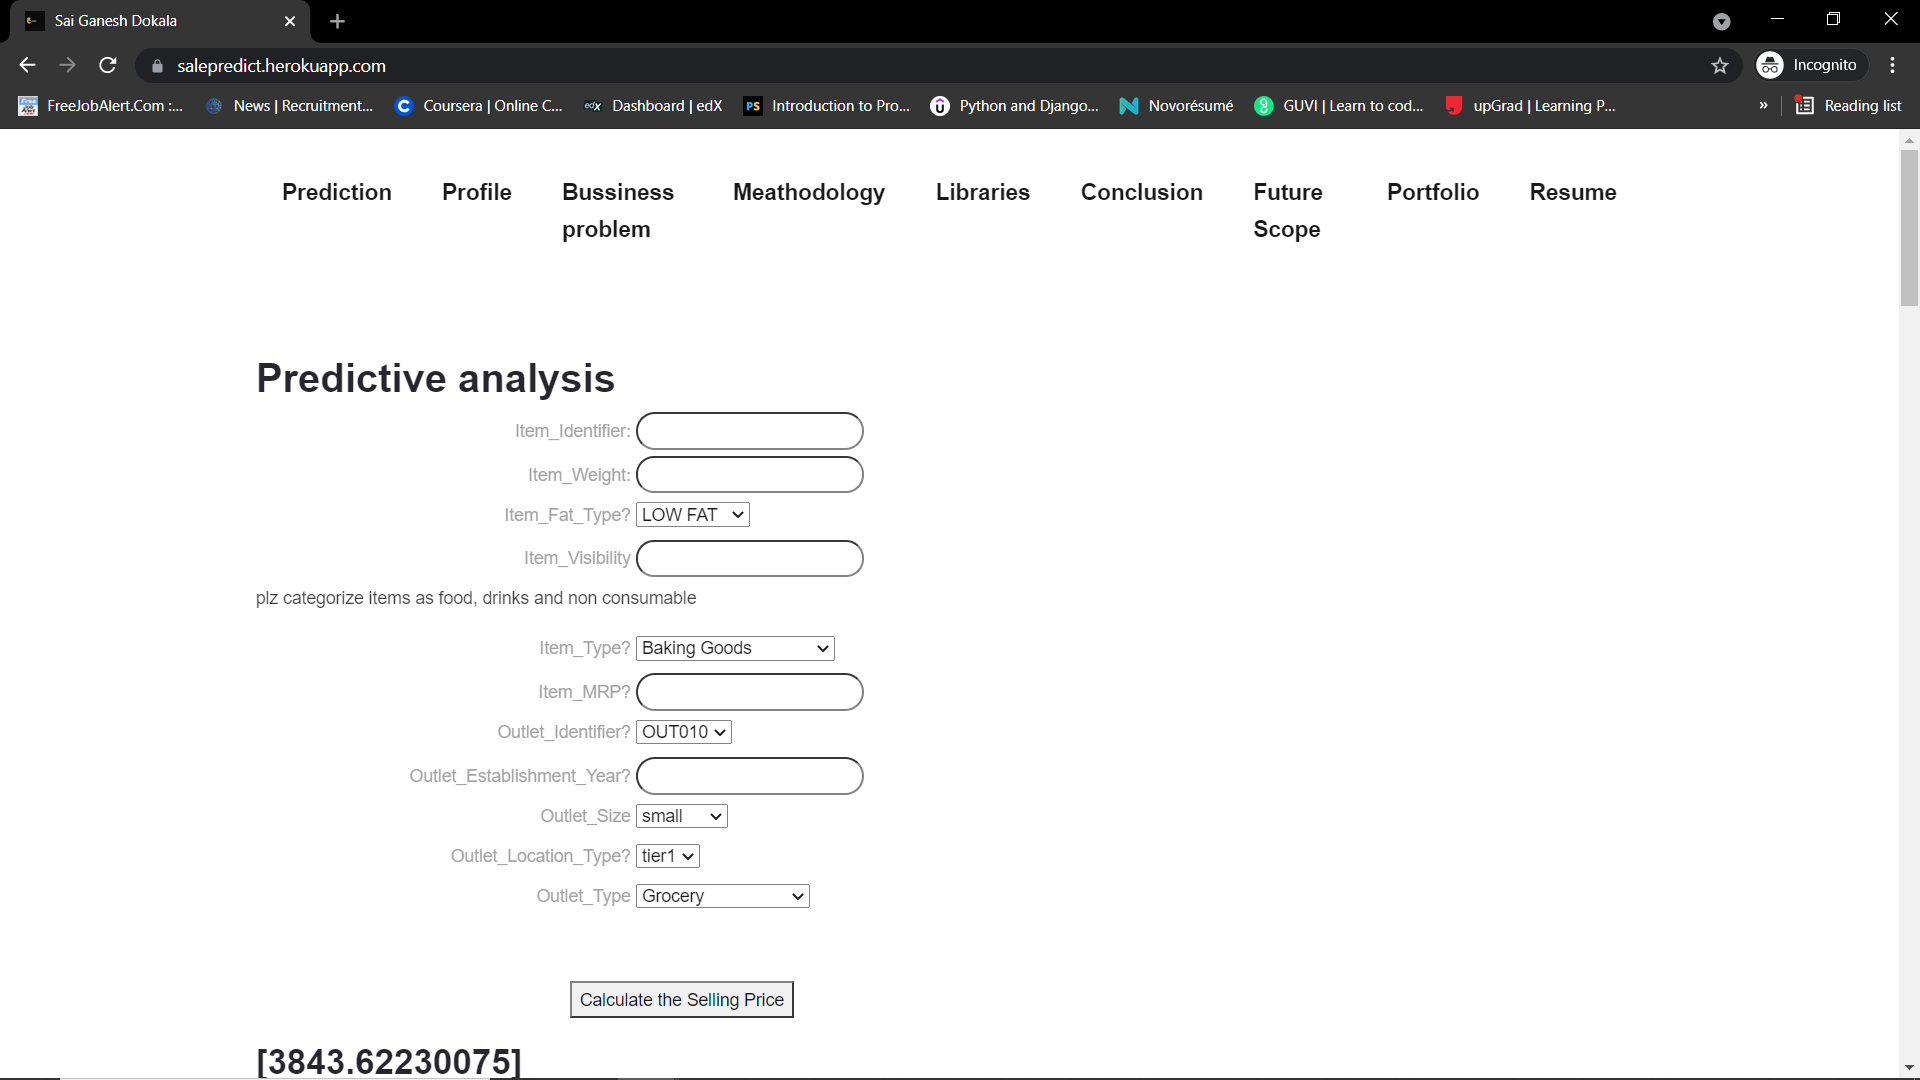 Sai Ganesh Dokala
salepredict.herokuapp.com
Incognito
FreeJobAlert.Com :... News | Recruitment... Coursera | Online C... edX Dashboard | edX PS Introduction to Pro... Python and Django... Novorésumé GUVI | Learn to cod... upGrad | Learning P... » Reading list
Prediction Profile Bussiness problem Meathodology Libraries Conclusion Future Scope Portfolio Resume
Predictive analysis
Item_Identifier:
Item_Weight:
Item_Fat_Type? LOW FAT
Item_Visibility
plz categorize items as food, drinks and non consumable
Item_Type? Baking Goods
Item_MRP?
Outlet_Identifier? OUT010
Outlet_Establishment_Year?
Outlet_Size small
Outlet_Location_Type? tier1
Outlet_Type Grocery
Calculate the Selling Price
[3843.62230075]